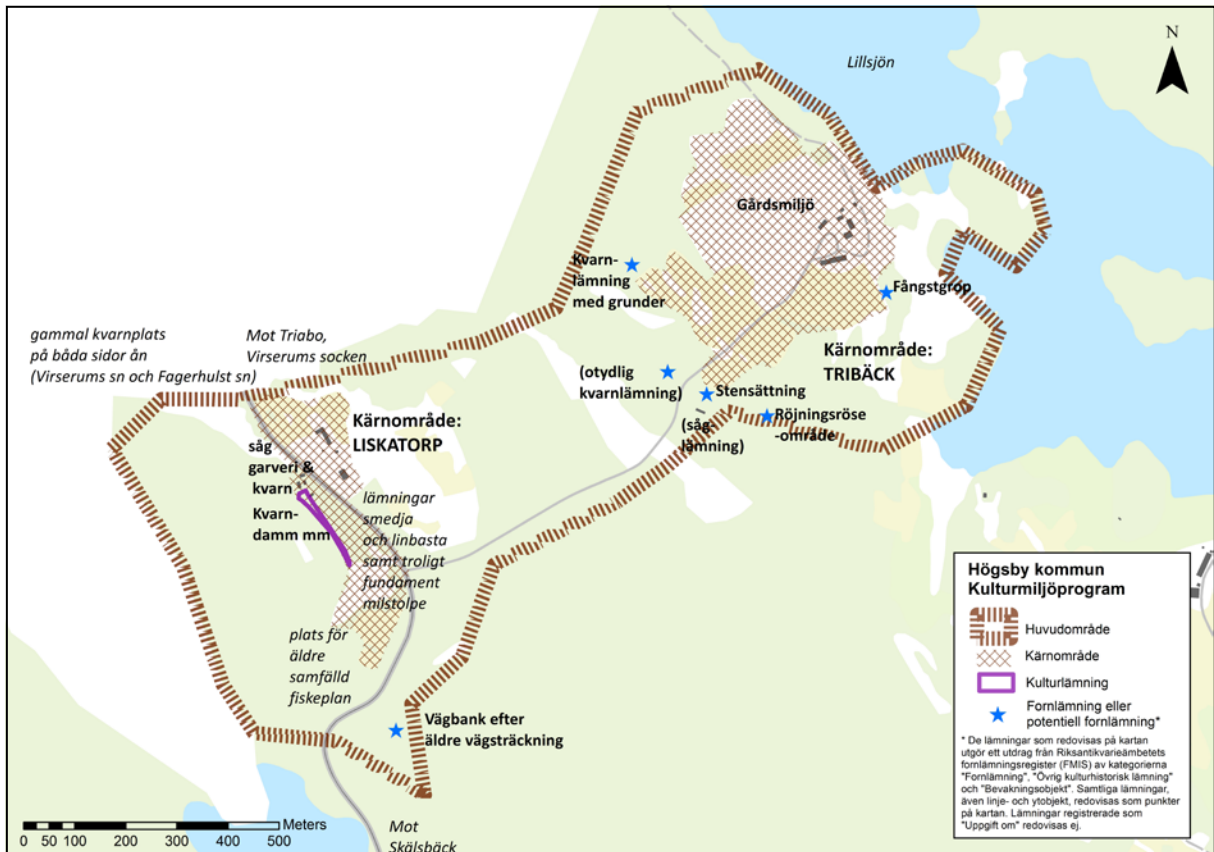 N
Lillsjön
Gårdsmiljö
Kvarn-
lämning
med grunder
Fångstgrop
gammal kvarnplats
på båda sidor ån
(Virserums sn och Fagerhulst sn)
Mot Triabo,
Virserums socken
Kärnområde:
TRIBÄCK
(otydlig
kvarnlämning)
Stensättning
(såg-
lämning)
Röjningsröse
-område
Kärnområde:
LISKATORP
såg
garveri &
kvarn
Kvarn-
damm mm
lämningar
smedja
och linbasta
samt troligt
fundament
milstolpe
plats för
äldre
samfälld
fiskeplan
Vägbank efter
äldre vägsträckning
Mot
Skälsbäck
Meters
0 50 100 200 300 400 500
Högsby kommun
Kulturmiljöprogram
Huvudområde
Kärnområde
Kulturlämning
Fornlämning eller
potentiell fornlämning*
* De lämningar som redovisas på kartan
utgör ett utdrag från Riksantikvarieämbetets
fornlämningsregister (FMIS) av kategorierna
"Fornlämning", "Övrig kulturhistorisk lämning"
och "Bevakningsobjekt". Samtliga lämningar,
även linje- och ytobjekt, redovisas som punkter
på kartan. Lämningar registrerade som
"Uppgift om" redovisas ej.